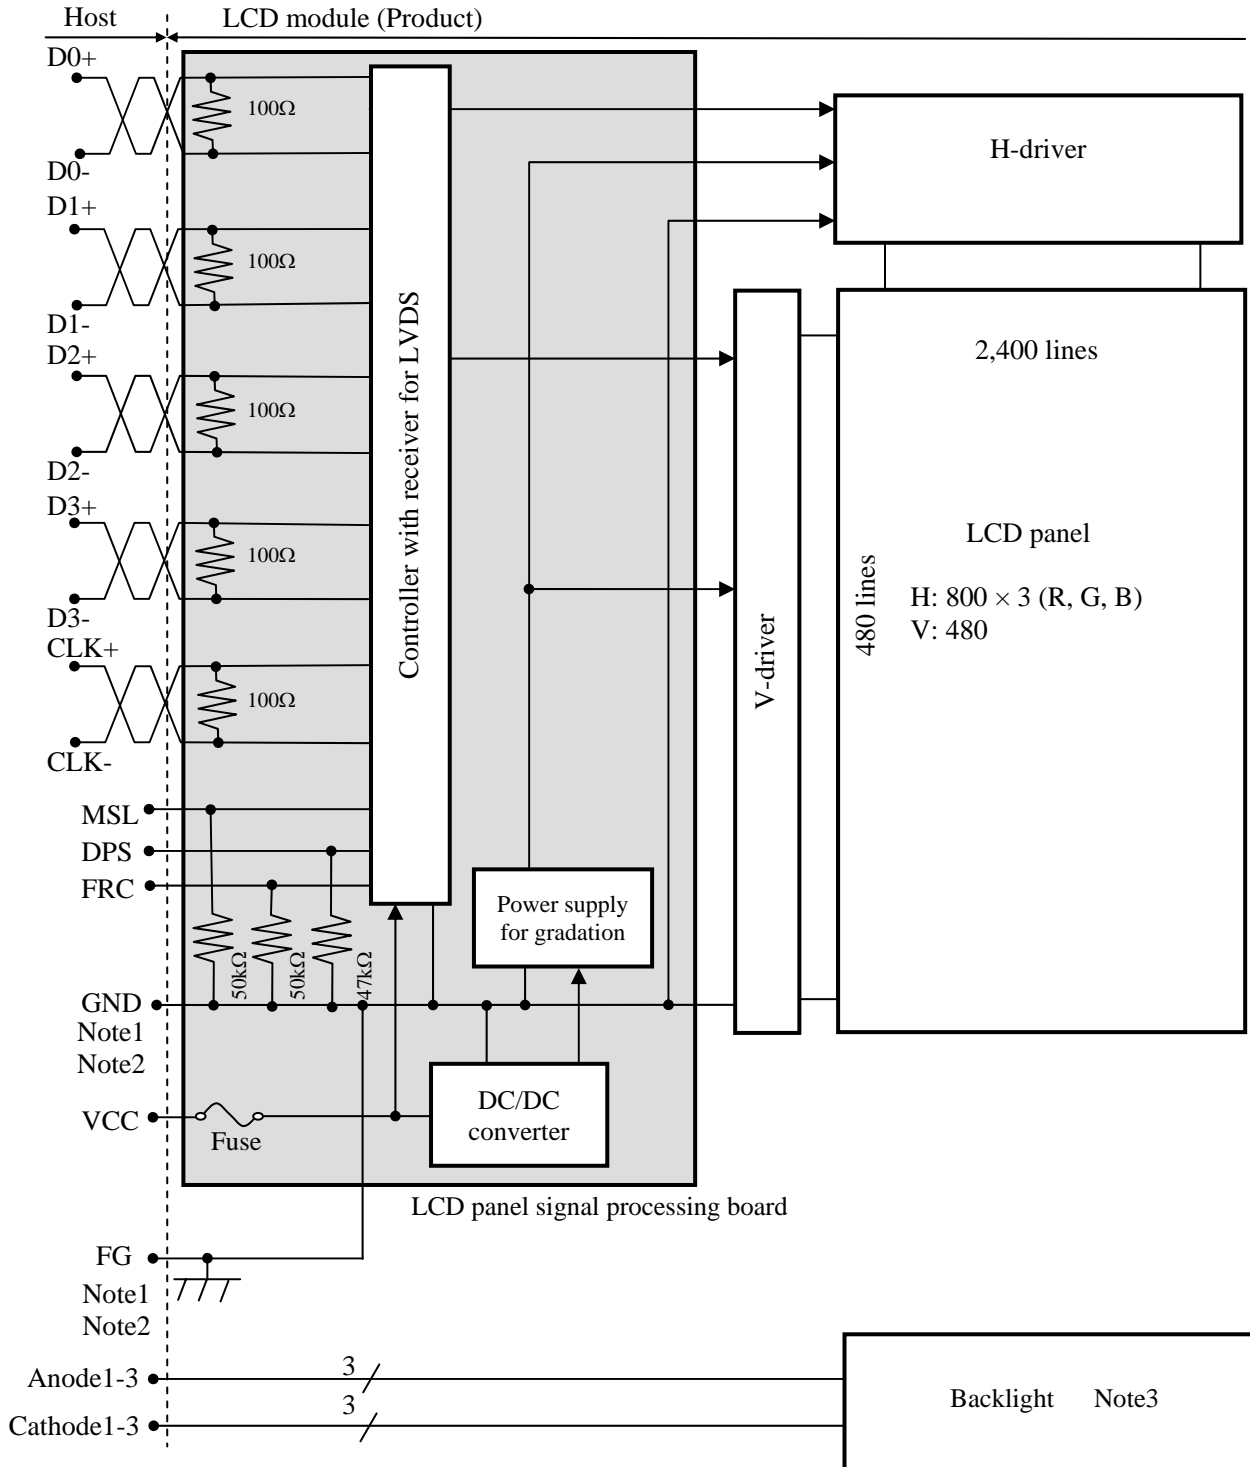 Host
LCD module (Product)
D0+
100Ω
D0-
D1+
100Ω
D1-
D2+
100Ω
D2-
D3+
100Ω
D3-
CLK+
100Ω
CLK-
MSL
DPS
FRC
50kΩ
50kΩ
47kΩ
GND
Note1
Note2
VCC
Fuse
FG
Note1
Note2
Anode1-3
3
Cathode1-3
3
Controller with receiver for LVDS
Power supply
for gradation
DC/DC
converter
LCD panel signal processing board
H-driver
V-driver
2,400 lines
480 lines
LCD panel
H: 800 × 3 (R, G, B)
V: 480
Backlight Note3